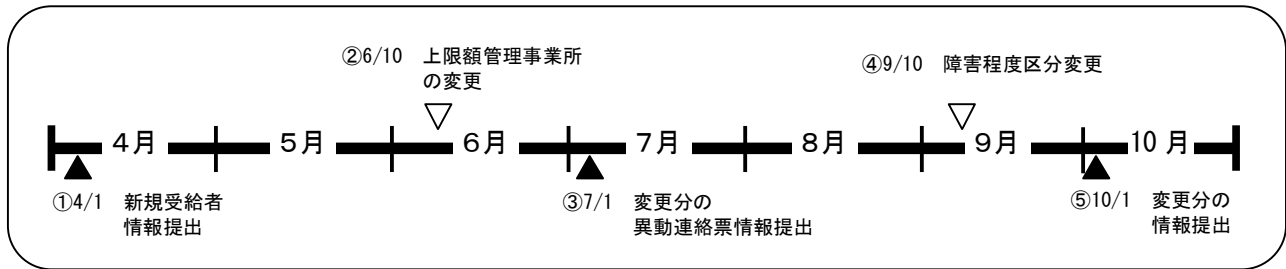 ②6/10 上限額管理事業所
の変更
④9/10 障害程度区分変更
4月 5月 6月 7月 8月 9月 10月
①4/1 新規受給者
情報提出
③7/1 変更分の
異動連絡票情報提出
⑤10/1 変更分の
情報提出